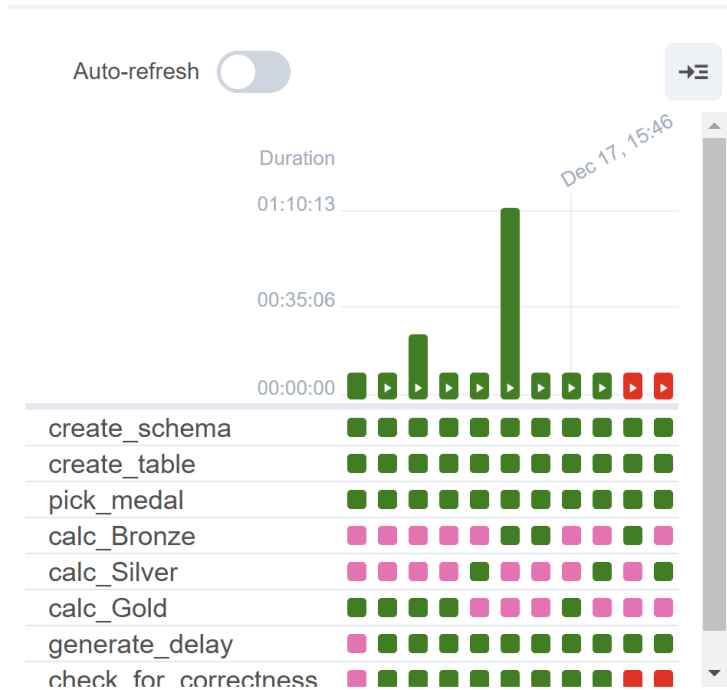 Auto-refresh
Dec 17, 15:46
Duration
01:10:13
00:35:06
00:00:00
create_schema
create_table
pick_medal
calc_Bronze
calc_Silver
calc_Gold
generate_delay
check_for_correctness